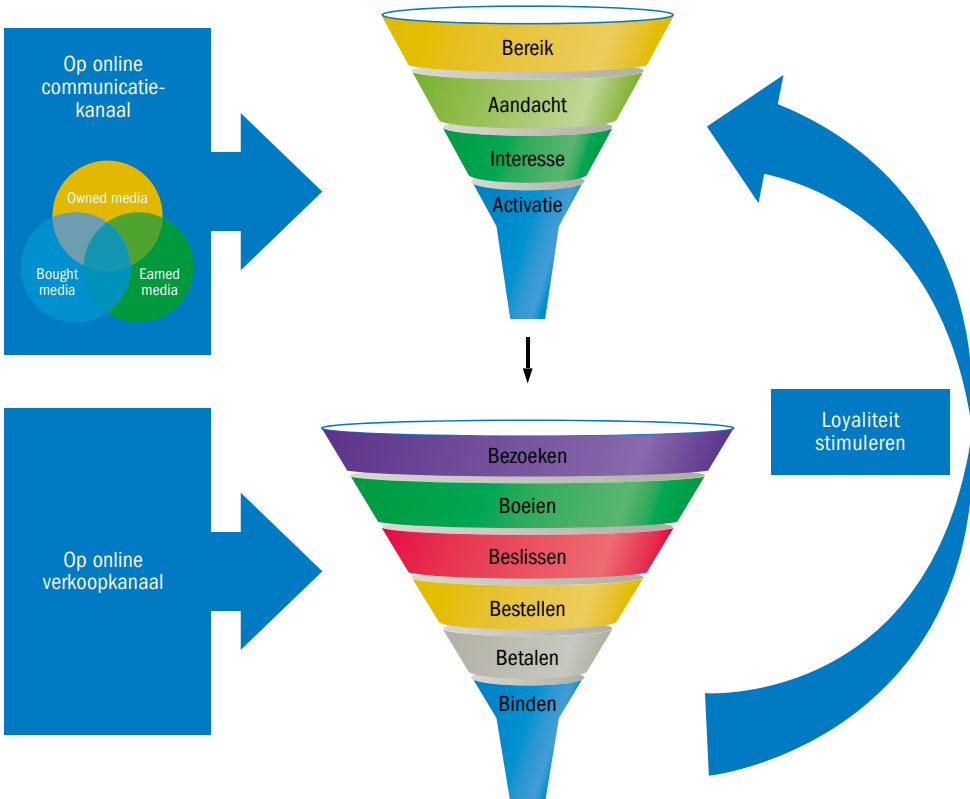 Op online
communicatie-
kanaal
Owned media
Bought
media
Earned
media
Bereik
Aandacht
Interesse
Activatie
Loyaliteit
stimuleren
Op online
verkoopkanaal
Bezoeken
Boeien
Beslissen
Bestellen
Betalen
Binden